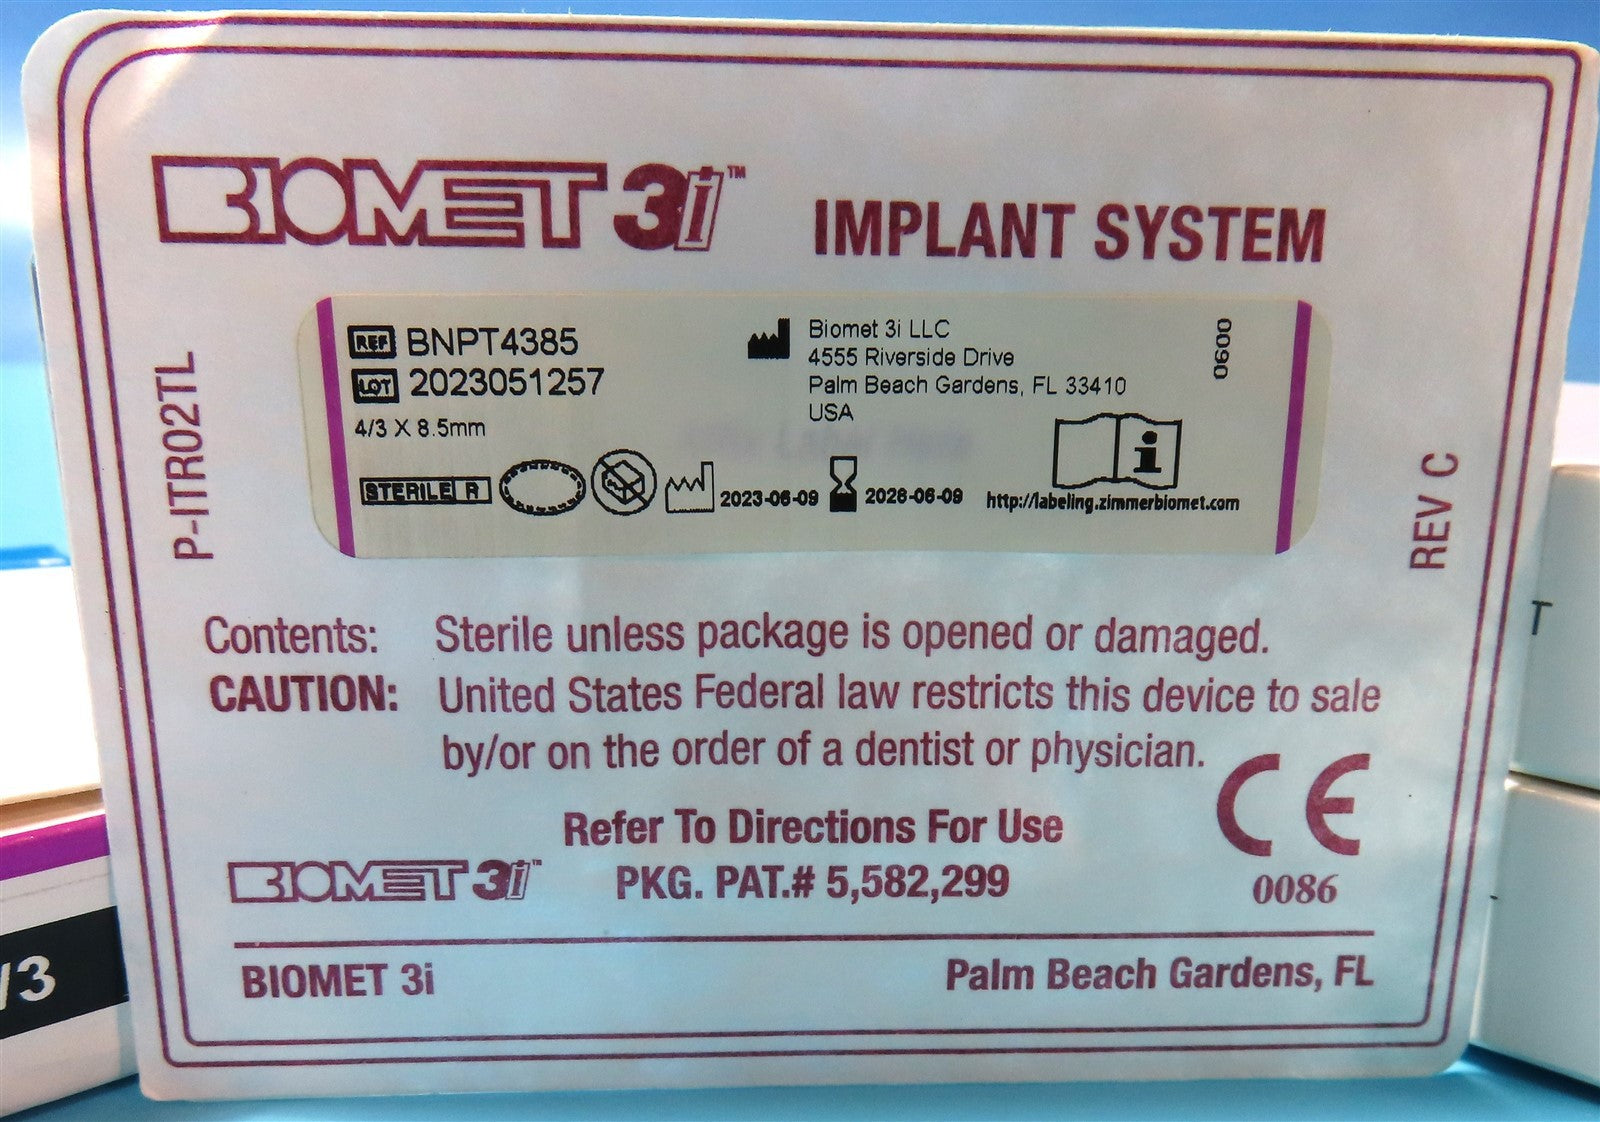 BIOMET 3i™
IMPLANT SYSTEM
REF BNPT4385
LOT 2023051257
4/3 X 8.5mm
Biomet 3i LLC
4555 Riverside Drive
Palm Beach Gardens, FL 33410
USA
0600
STERILE R
2023-06-09
2028-06-09
i
http://labeling.zimmerbiomet.com
P-ITR02TL
REV C
Contents: Sterile unless package is opened or damaged.
CAUTION: United States Federal law restricts this device to sale
by/or on the order of a dentist or physician.
CE
0086
Refer To Directions For Use
BIOMET 3i™ PKG. PAT.# 5,582,299
BIOMET 3i
Palm Beach Gardens, FL
/3
T